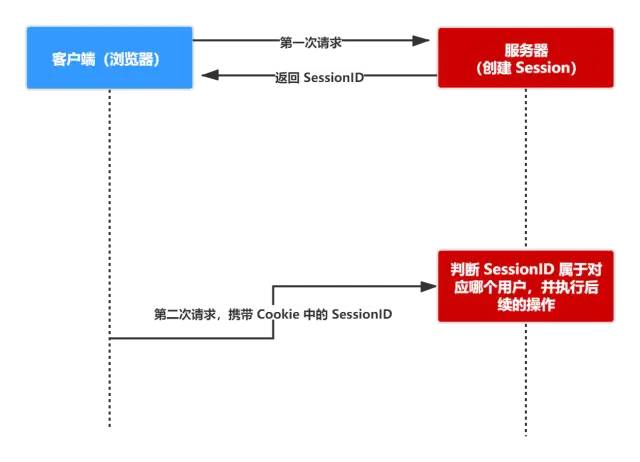 客户端（浏览器）
第一次请求
服务器
（创建 Session）
返回 SessionID
判断 SessionID 属于对
应哪个用户，并执行后
续的操作
第二次请求，携带 Cookie 中的 SessionID